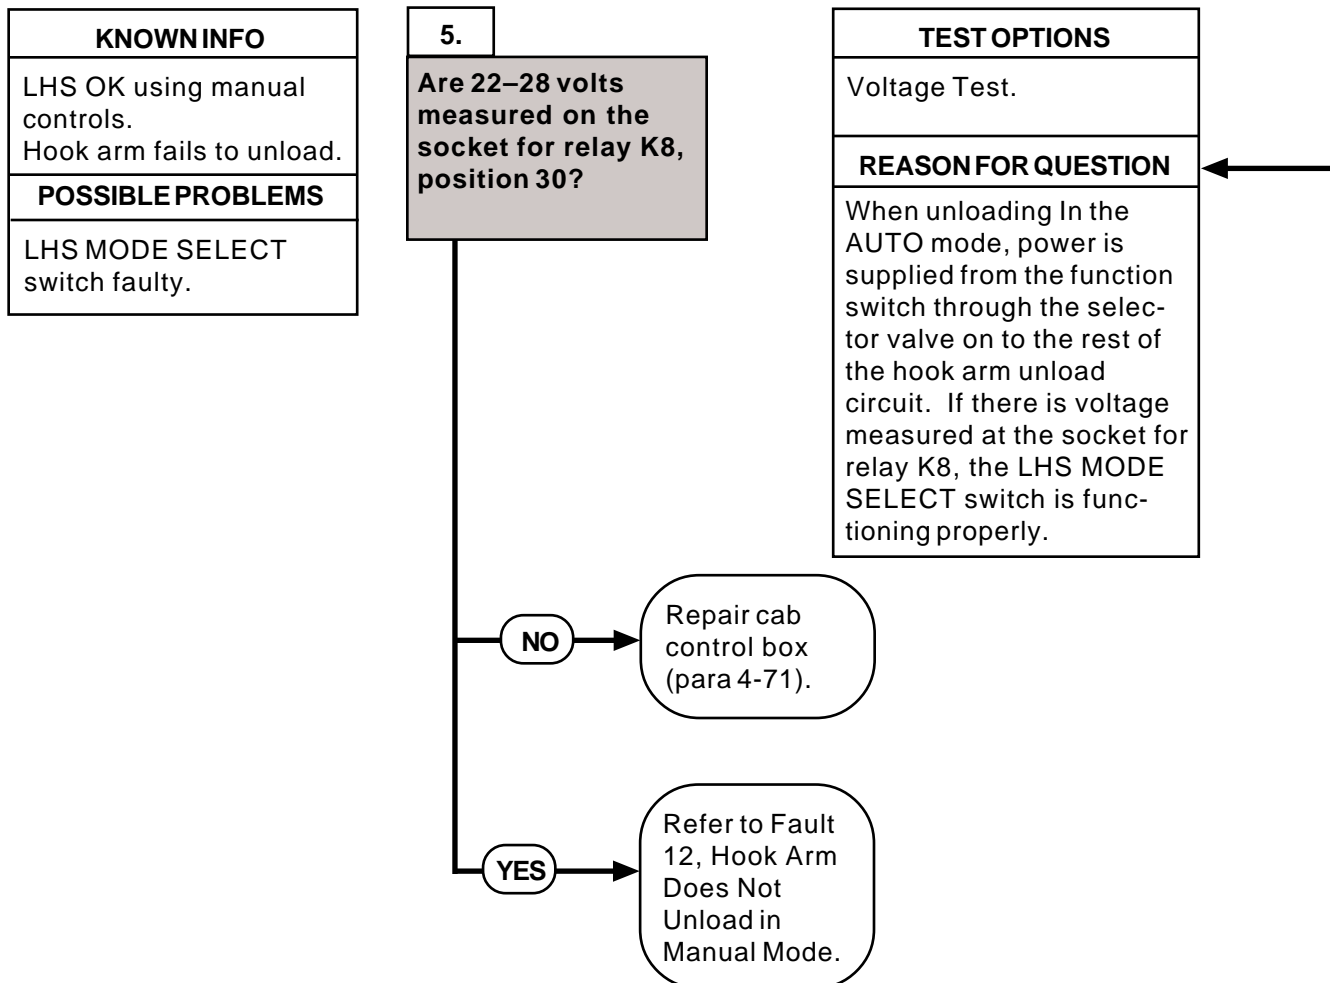 KNOWN INFO
LHS OK using manual
controls.
Hook arm fails to unload.
POSSIBLE PROBLEMS
LHS MODE SELECT
switch faulty.
5.
Are 22–28 volts
measured on the
socket for relay K8,
position 30?
TEST OPTIONS
Voltage Test.
REASON FOR QUESTION
When unloading In the
AUTO mode, power is
supplied from the function
switch through the selec-
tor valve on to the rest of
the hook arm unload
circuit. If there is voltage
measured at the socket for
relay K8, the LHS MODE
SELECT switch is func-
tioning properly.
NO
Repair cab
control box
(para 4-71).
YES
Refer to Fault
12, Hook Arm
Does Not
Unload in
Manual Mode.